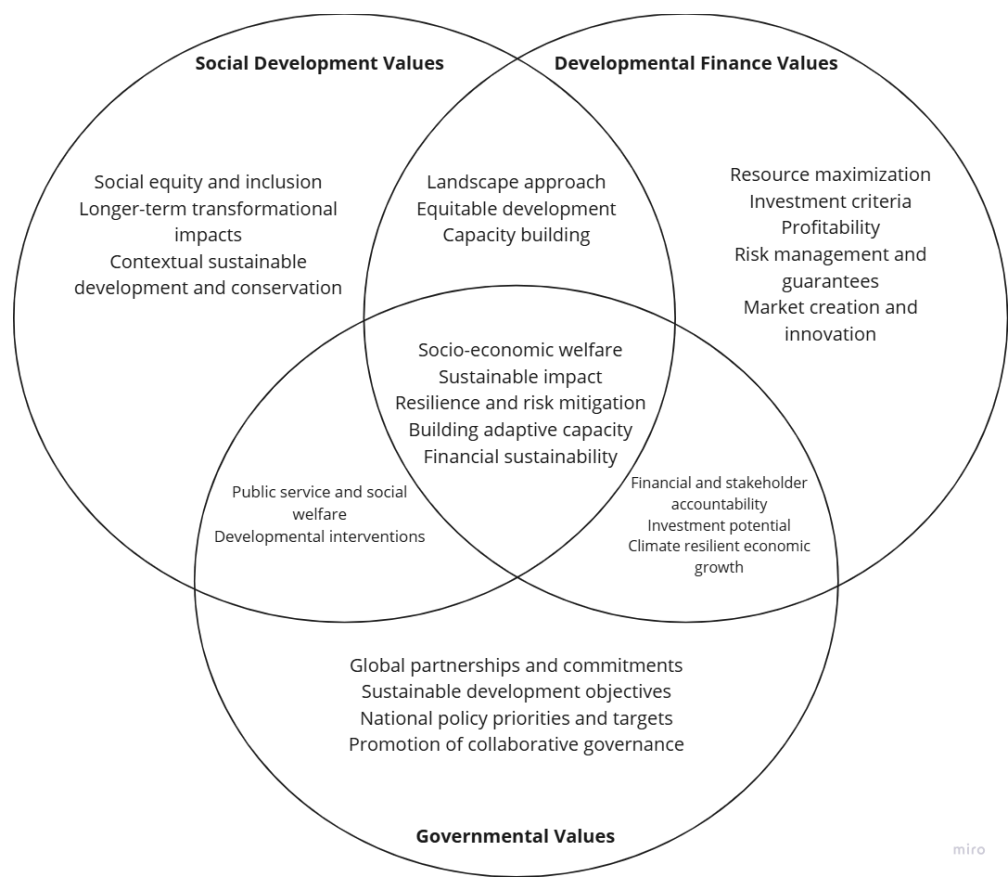 Social Development Values
Developmental Finance Values
Social equity and inclusion
Longer-term transformational
impacts
Contextual sustainable
development and conservation
Landscape approach
Equitable development
Capacity building
Resource maximization
Investment criteria
Profitability
Risk management and
guarantees
Market creation and
innovation
Socio-economic welfare
Sustainable impact
Resilience and risk mitigation
Building adaptive capacity
Financial sustainability
Public service and social
welfare
Developmental interventions
Financial and stakeholder
accountability
Investment potential
Climate resilient economic
growth
Global partnerships and commitments
Sustainable development objectives
National policy priorities and targets
Promotion of collaborative governance
Governmental Values
miro